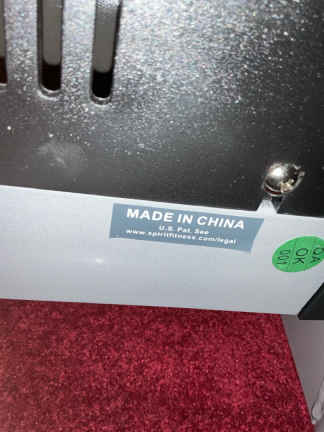 MADE IN CHINA
U.S. Pat. See
www.spiritfitness.com/legal
QA
OK
001